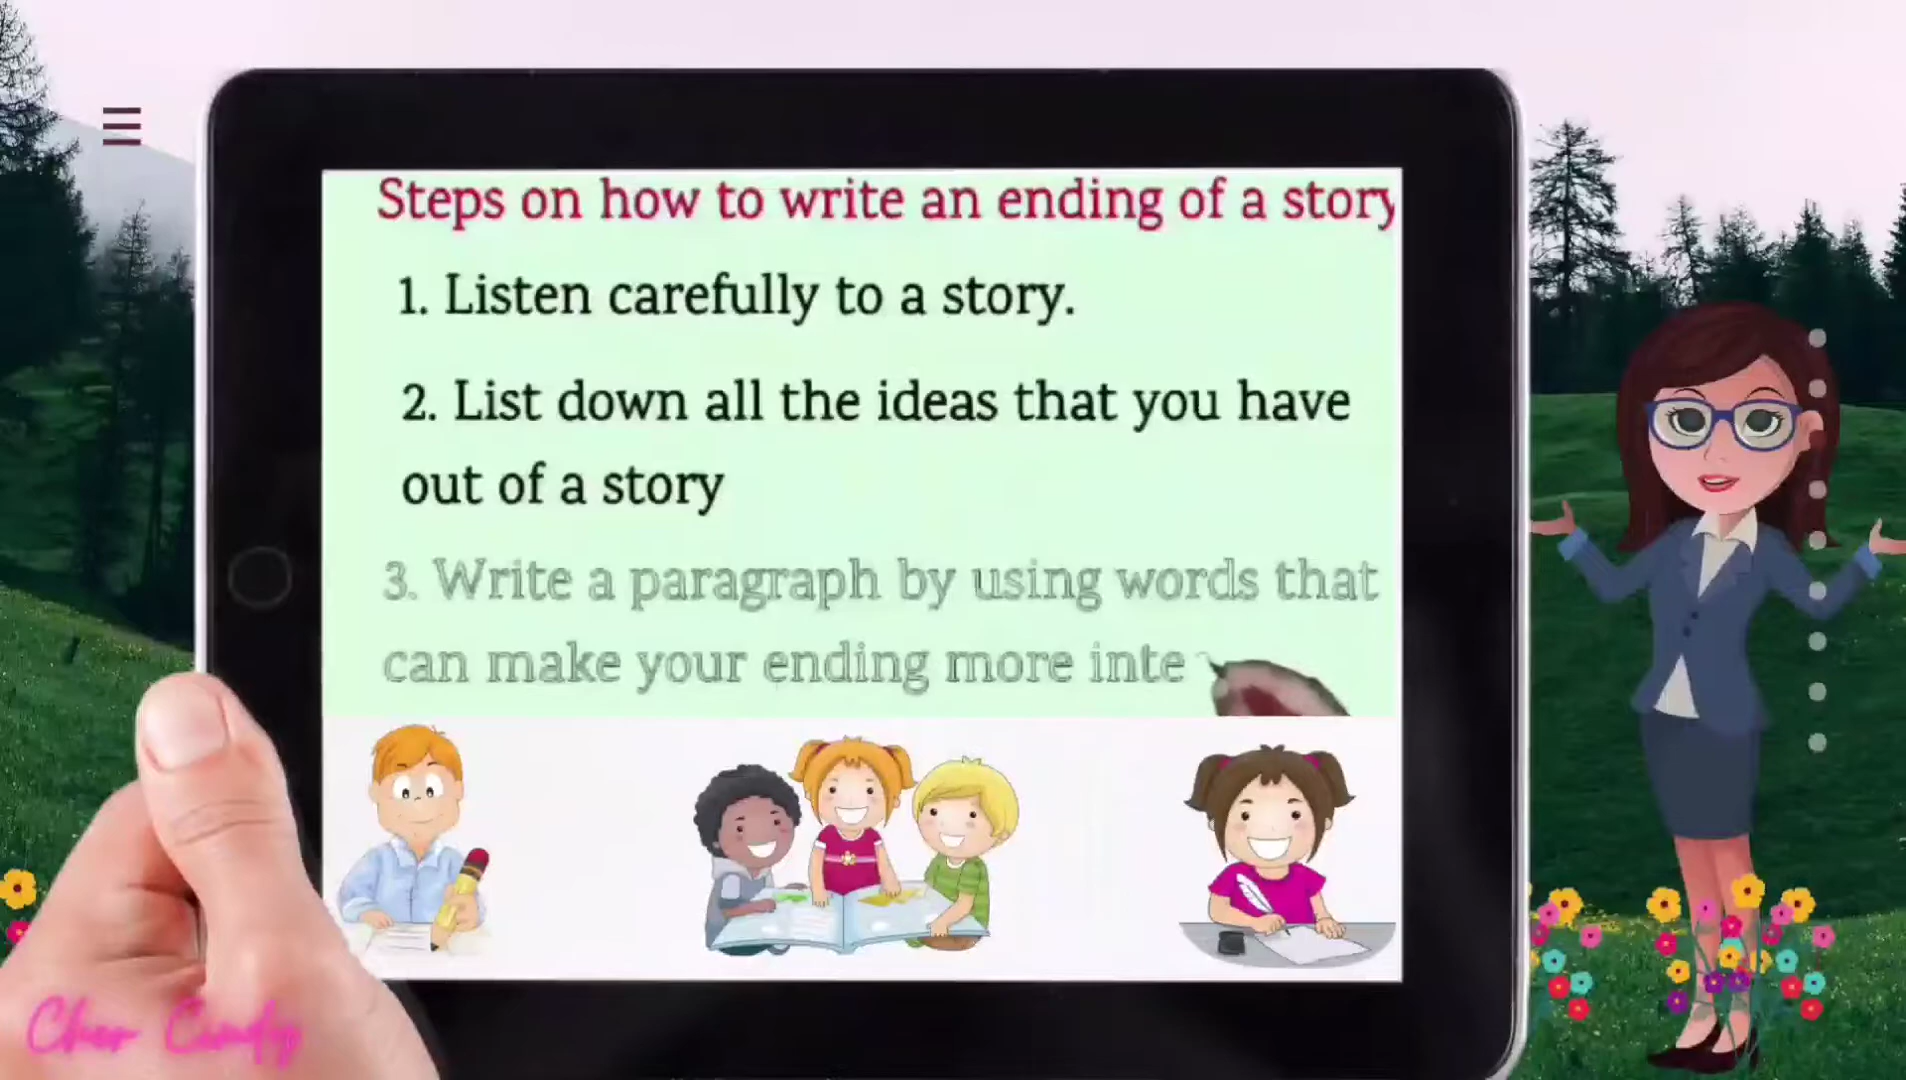 Steps on how to write an ending of a story
1. Listen carefully to a story.
2. List down all the ideas that you have
out of a story
3. Write a paragraph by using words that
can make your ending more inte
Cher Cindy